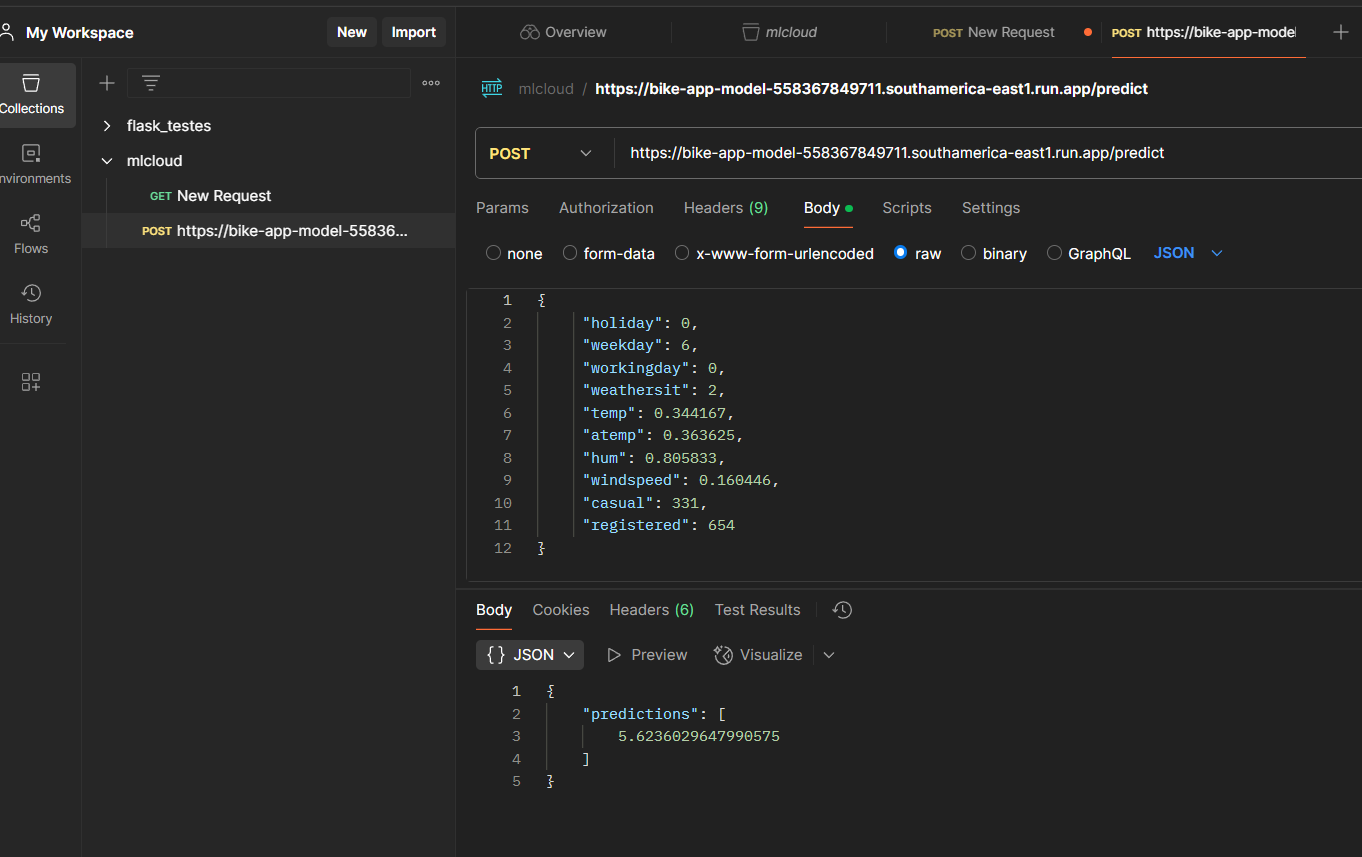 My Workspace
New
Import
Overview
mlcloud
POST New Request
POST https://bike-app-model
Collections
flask_testes
mlcloud
GET New Request
POST https://bike-app-model-55836...
nvironments
Flows
History
HTTP mlcloud / https://bike-app-model-558367849711.southamerica-east1.run.app/predict
POST
https://bike-app-model-558367849711.southamerica-east1.run.app/predict
Params Authorization Headers (9) Body Scripts Settings
none form-data x-www-form-urlencoded raw binary GraphQL JSON
1 {
2 "holiday": 0,
3 "weekday": 6,
4 "workingday": 0,
5 "weathersit": 2,
6 "temp": 0.344167,
7 "atemp": 0.363625,
8 "hum": 0.805833,
9 "windspeed": 0.160446,
10 "casual": 331,
11 "registered": 654
12 }
Body Cookies Headers (6) Test Results
{} JSON Preview Visualize
1 {
2 "predictions": [
3 5.6236029647990575
4 ]
5 }